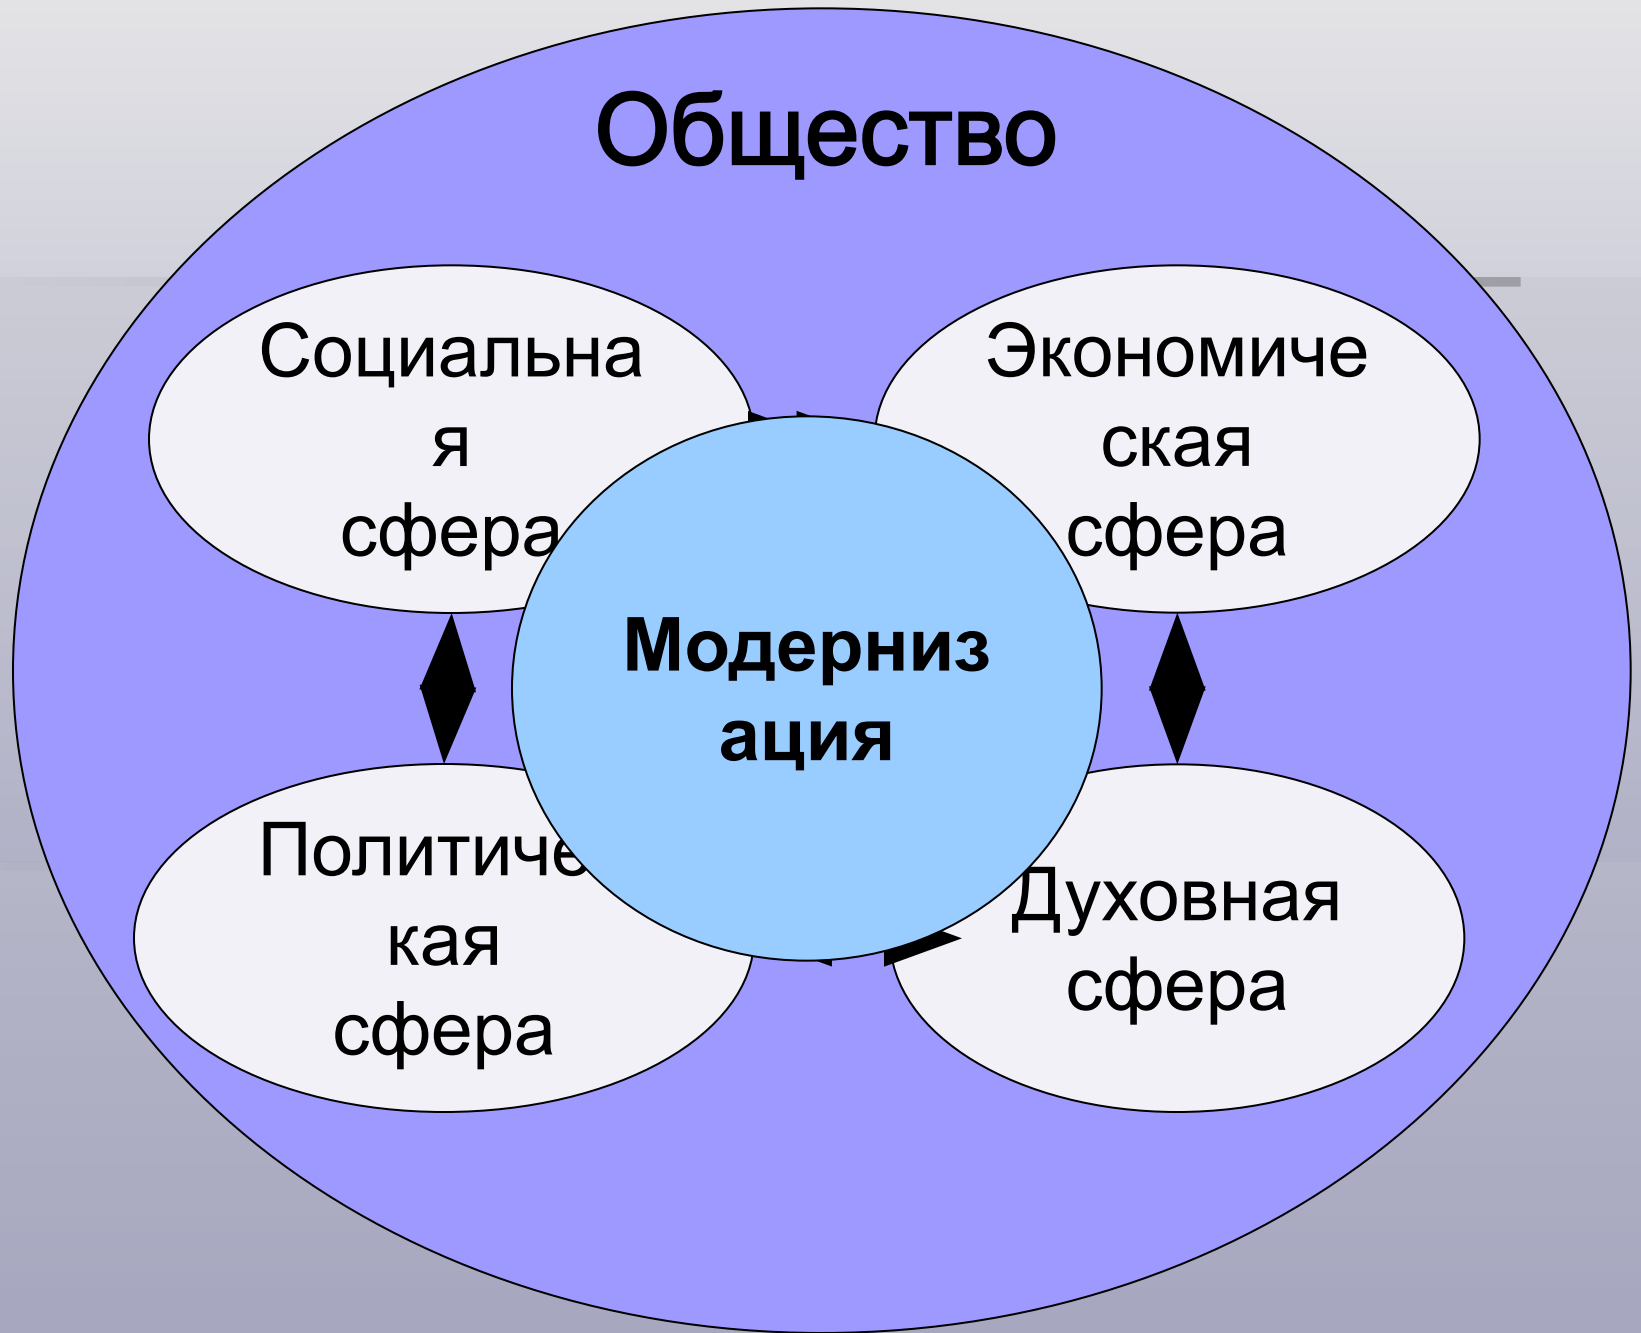 Общество
Социальна
я
сфера
Экономиче
ская
сфера
Модерниз
ация
Политиче
кая
сфера
Духовная
сфера